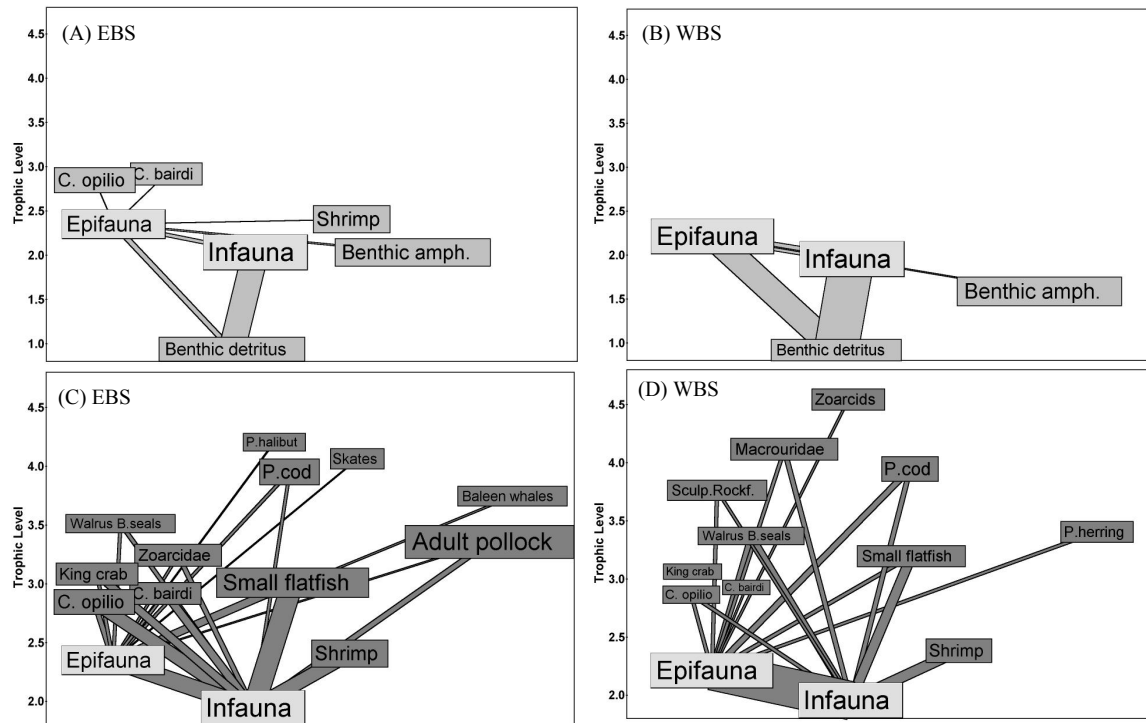 (A) EBS
4.5
4.0
3.5
3.0
2.5
2.0
1.5
1.0
Trophic Level
C. opilio
C. bairdi
Epifauna
Shrimp
Infauna
Benthic amph.
Benthic detritus
(B) WBS
4.5
4.0
3.5
3.0
2.5
2.0
1.5
1.0
Trophic Level
Epifauna
Infauna
Benthic amph.
Benthic detritus
(C) EBS
4.5
4.0
3.5
3.0
2.5
2.0
Trophic Level
P.halibut
P.cod
Skates
Baleen whales
Walrus B.seals
Adult pollock
Zoarcidae
King crab
Small flatfish
C. opilio
C. bairdi
Epifauna
Shrimp
Infauna
(D) WBS
4.5
4.0
3.5
3.0
2.5
2.0
Trophic Level
Zoarcids
Macrouridae
P.cod
Sculp.Rockf.
Walrus B.seals
P.herring
Small flatfish
King crab
C. bairdi
C. opilio
Epifauna
Shrimp
Infauna